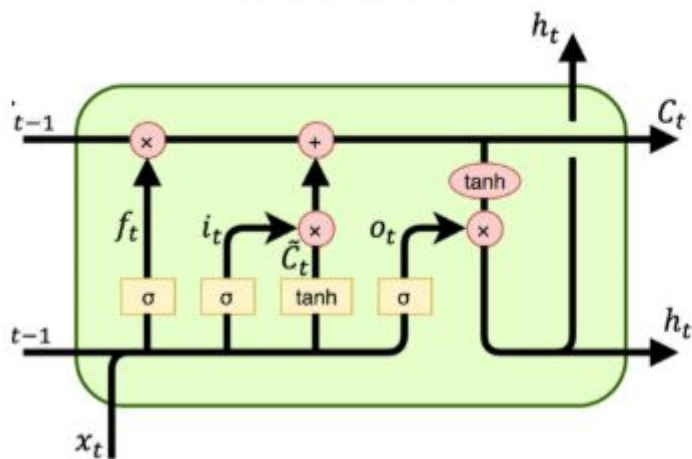 h_t
t-1
×
+
C_t
tanh
f_t
i_t
×
o_t
×
C̃_t
σ
σ
tanh
σ
t-1
h_t
x_t